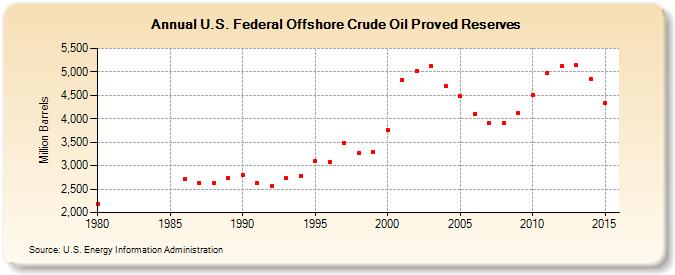 Annual U.S. Federal Offshore Crude Oil Proved Reserves
Million Barrels
5,500
5,000
4,500
4,000
3,500
3,000
2,500
2,000
1980 1985 1990 1995 2000 2005 2010 2015
Source: U.S. Energy Information Administration